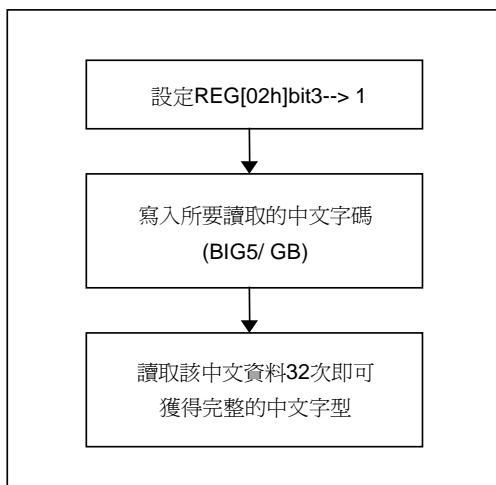 設定REG[02h]bit3--> 1
寫入所要讀取的中文字碼
(BIG5/ GB)
讀取該中文資料32次即可
獲得完整的中文字型